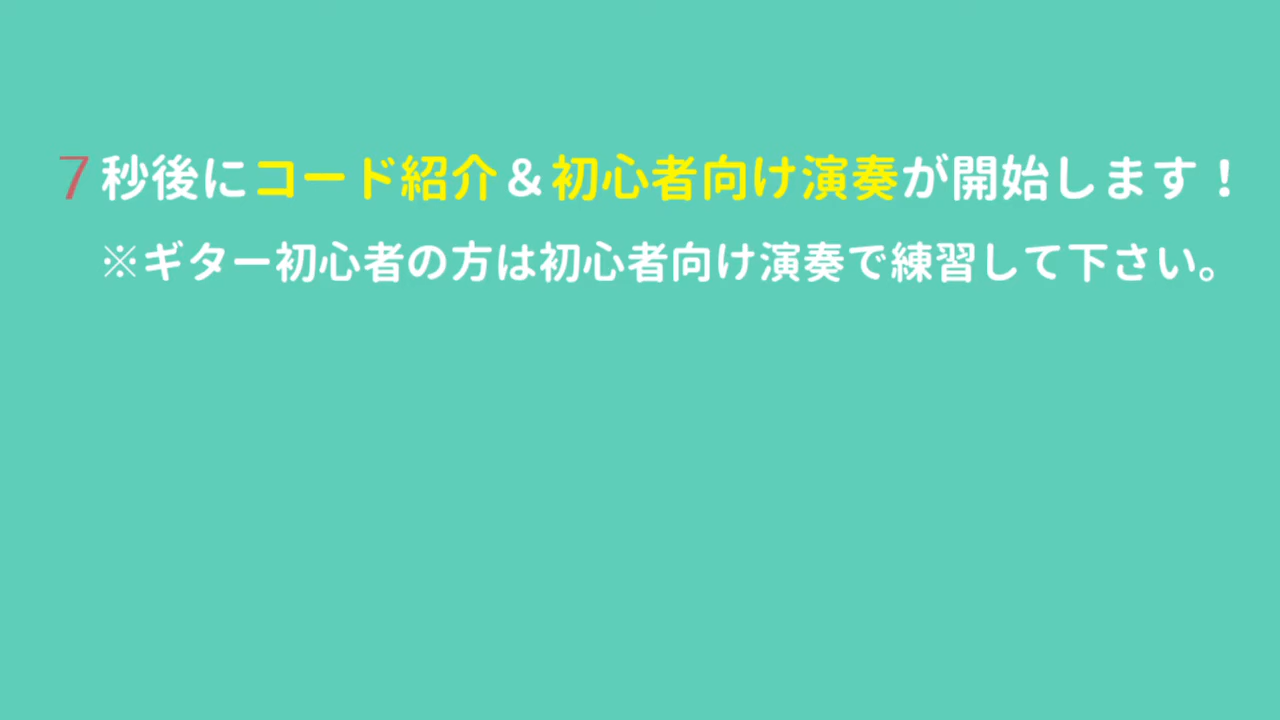 7秒後にコード紹介＆初心者向け演奏が開始します！
※ギター初心者の方は初心者向け演奏で練習して下さい。